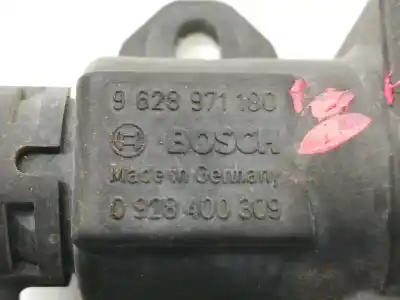 9 628 971 180
BOSCH
Made in Germany
0 928 400 309